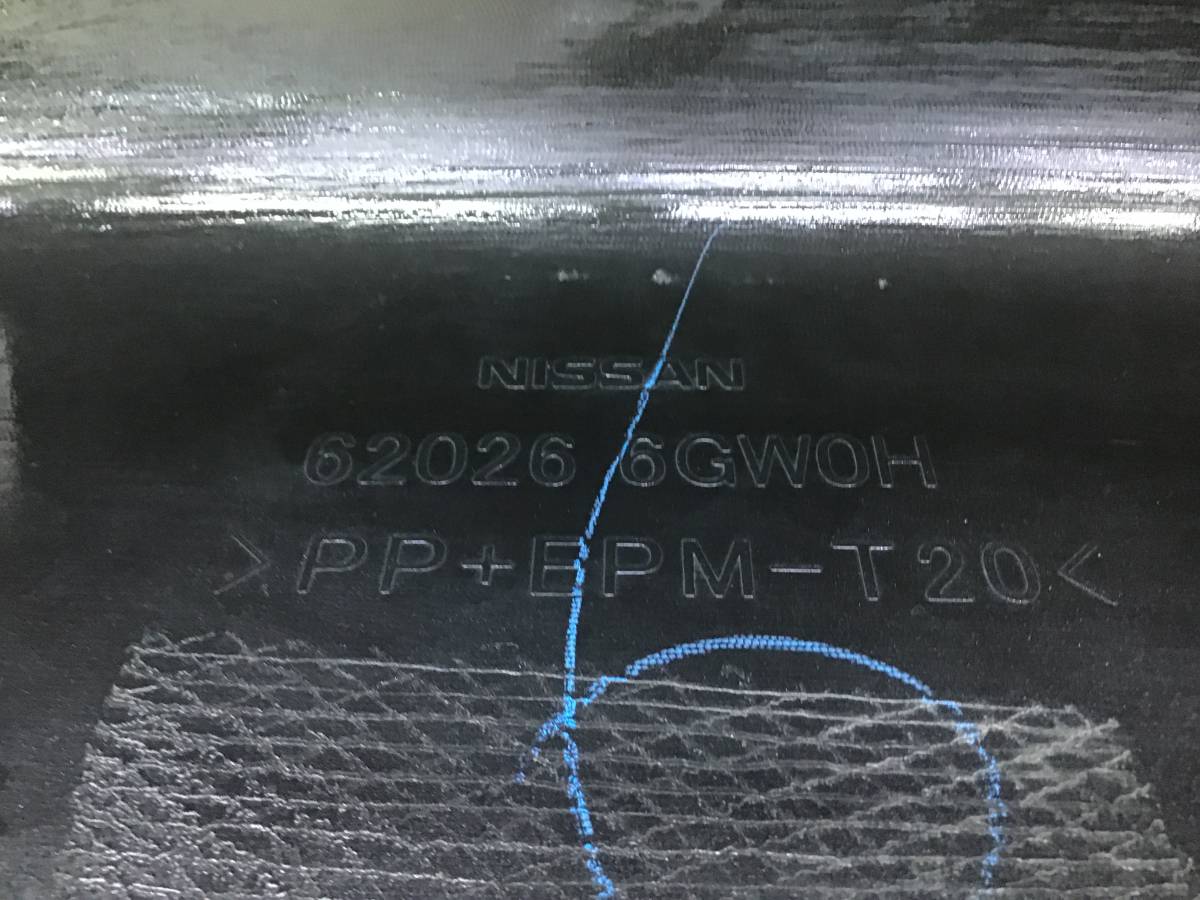 NISSAN
62026 6GW0H
>PP+EPM-T20<